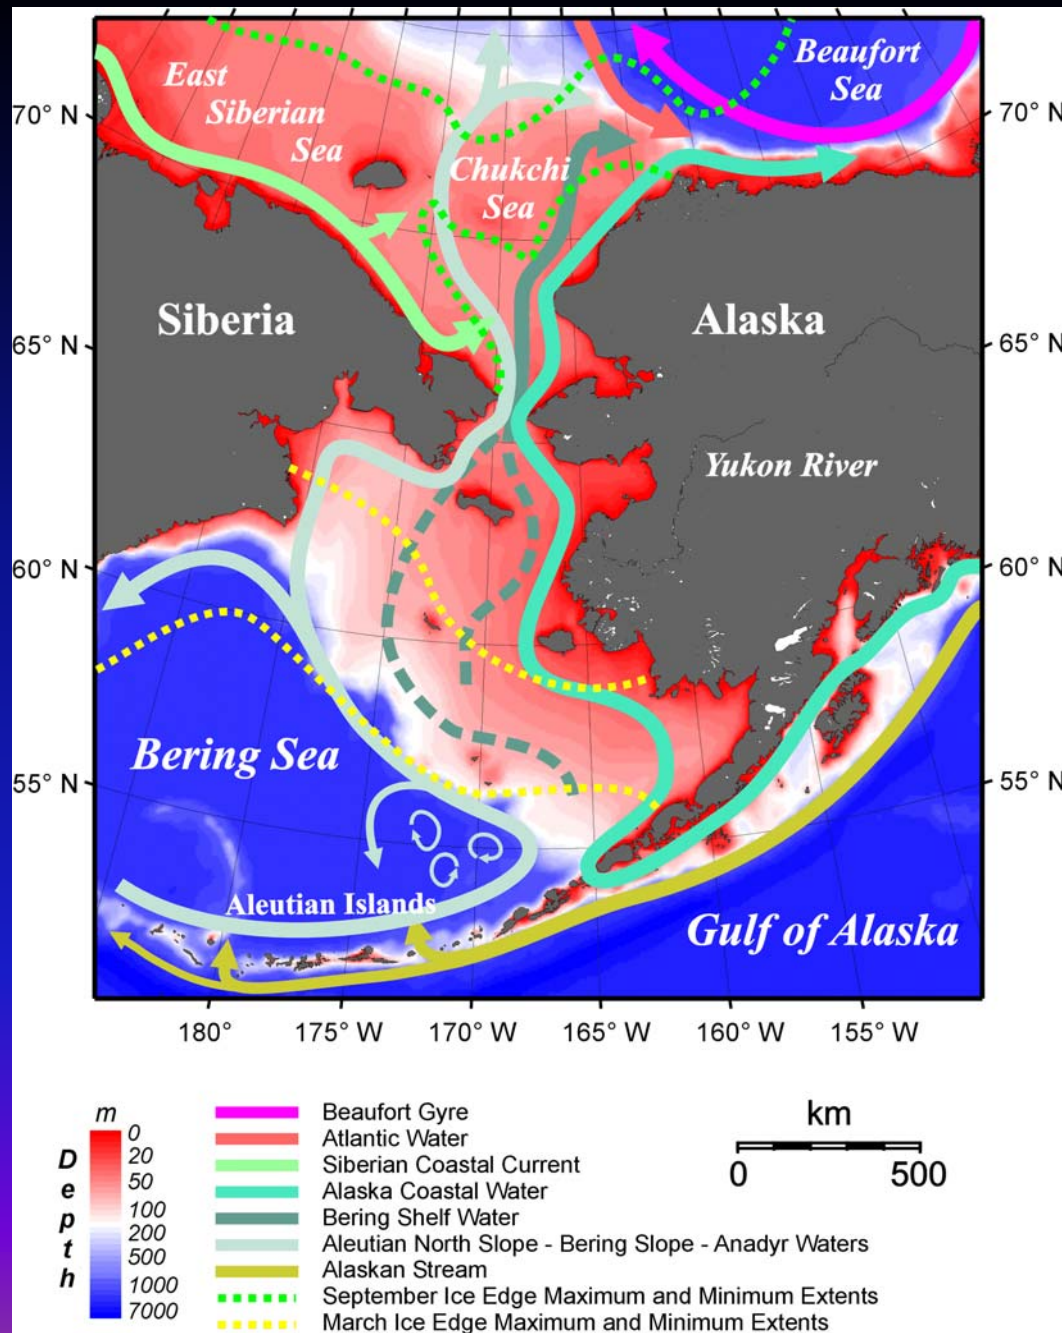 East
Siberian
Sea
Beaufort
Sea
Chukchi
Sea
70° N
70° N
Siberia
Alaska
65° N
65° N
Yukon River
60° N
60° N
Bering Sea
55° N
55° N
Aleutian Islands
Gulf of Alaska
180° 175° W 170° W 165° W 160° W 155° W
Depth
m
0
20
50
100
200
500
1000
7000
Beaufort Gyre
Atlantic Water
Siberian Coastal Current
Alaska Coastal Water
Bering Shelf Water
Aleutian North Slope - Bering Slope - Anadyr Waters
Alaskan Stream
September Ice Edge Maximum and Minimum Extents
March Ice Edge Maximum and Minimum Extents
km
0 500